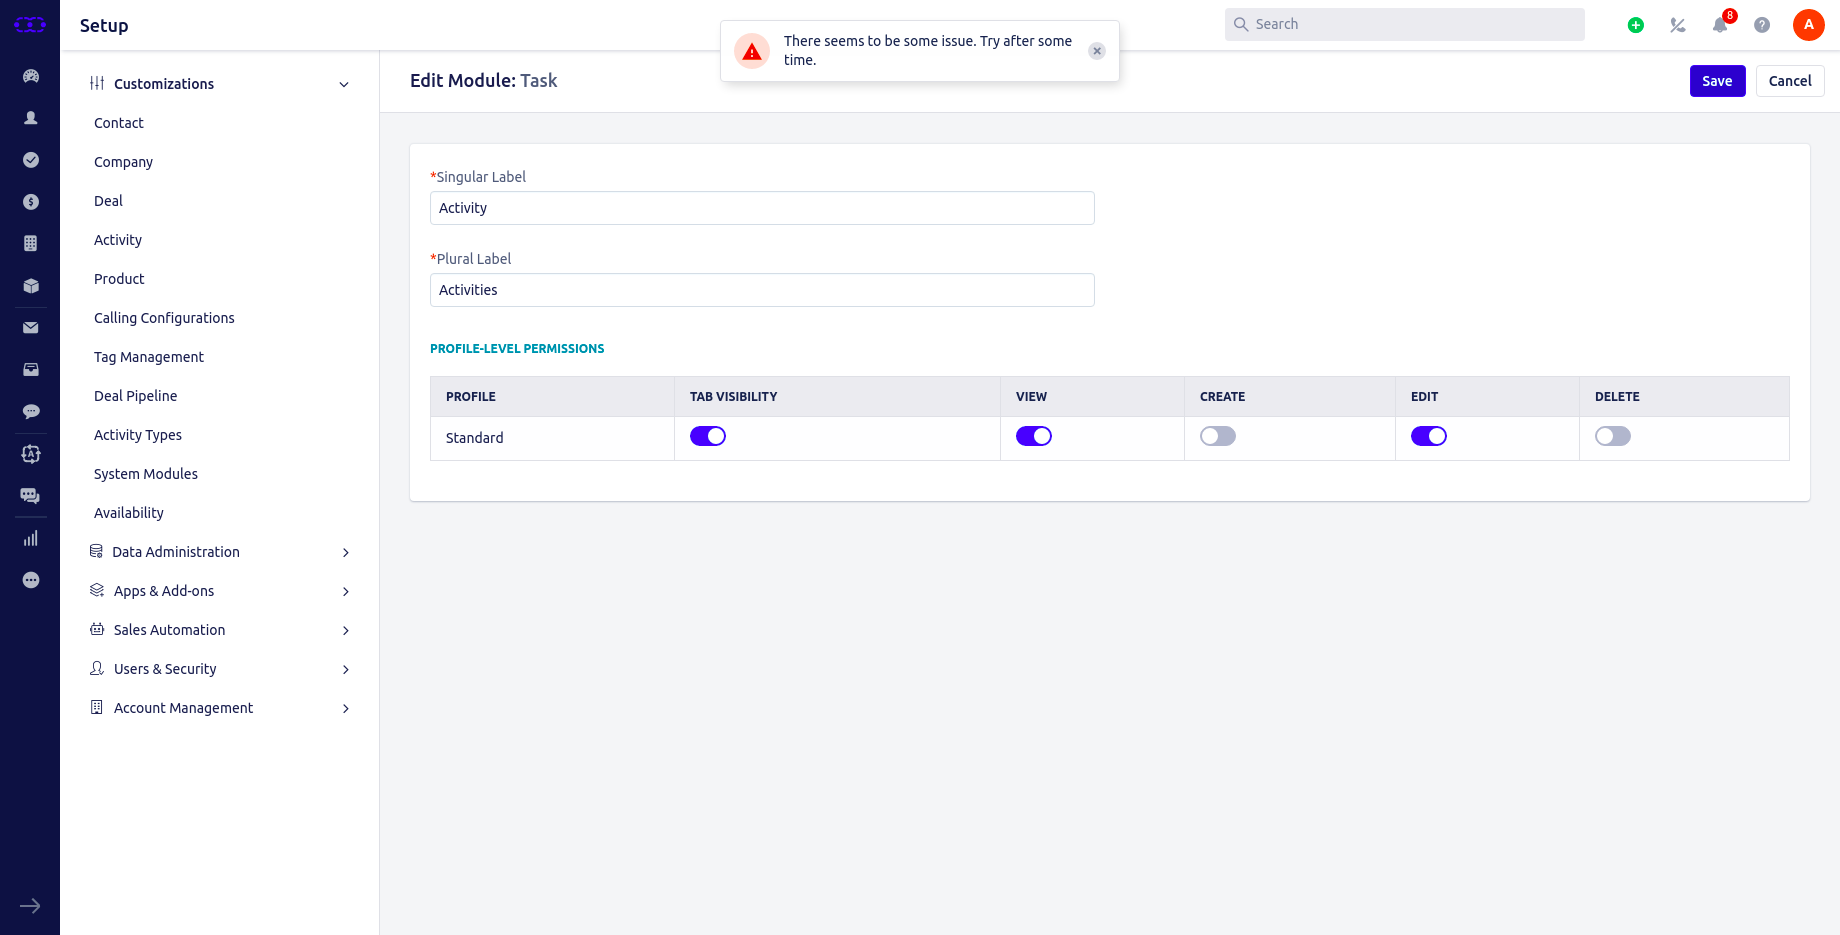 Setup
There seems to be some issue. Try after some
time.
Search
8
A
Customizations
Contact
Company
Deal
Activity
Product
Calling Configurations
Tag Management
Deal Pipeline
Activity Types
System Modules
Availability
Data Administration
Apps & Add-ons
Sales Automation
Users & Security
Account Management
Edit Module: Task
Save
Cancel
*Singular Label
Activity
*Plural Label
Activities
PROFILE-LEVEL PERMISSIONS
PROFILE TAB VISIBILITY VIEW CREATE EDIT DELETE
Standard